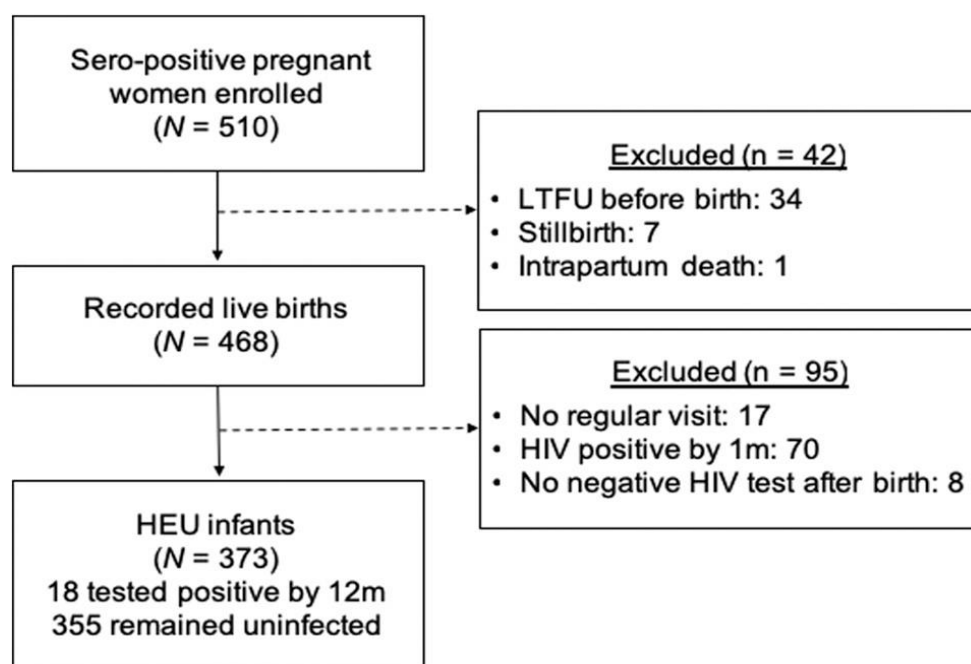 Sero-positive pregnant
women enrolled
(N = 510)
Excluded (n = 42)
• LTFU before birth: 34
• Stillbirth: 7
• Intrapartum death: 1
Recorded live births
(N = 468)
Excluded (n = 95)
• No regular visit: 17
• HIV positive by 1m: 70
• No negative HIV test after birth: 8
HEU infants
(N = 373)
18 tested positive by 12m
355 remained uninfected